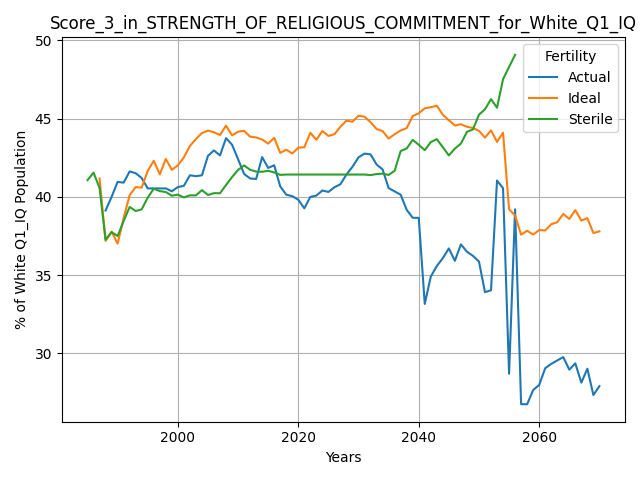 Score_3_in_STRENGTH_OF_RELIGIOUS_COMMITMENT_for_White_Q1_IQ
50
45
40
35
30
% of White Q1_IQ Population
Fertility
Actual
Ideal
Sterile
2000
2020
2040
2060
Years